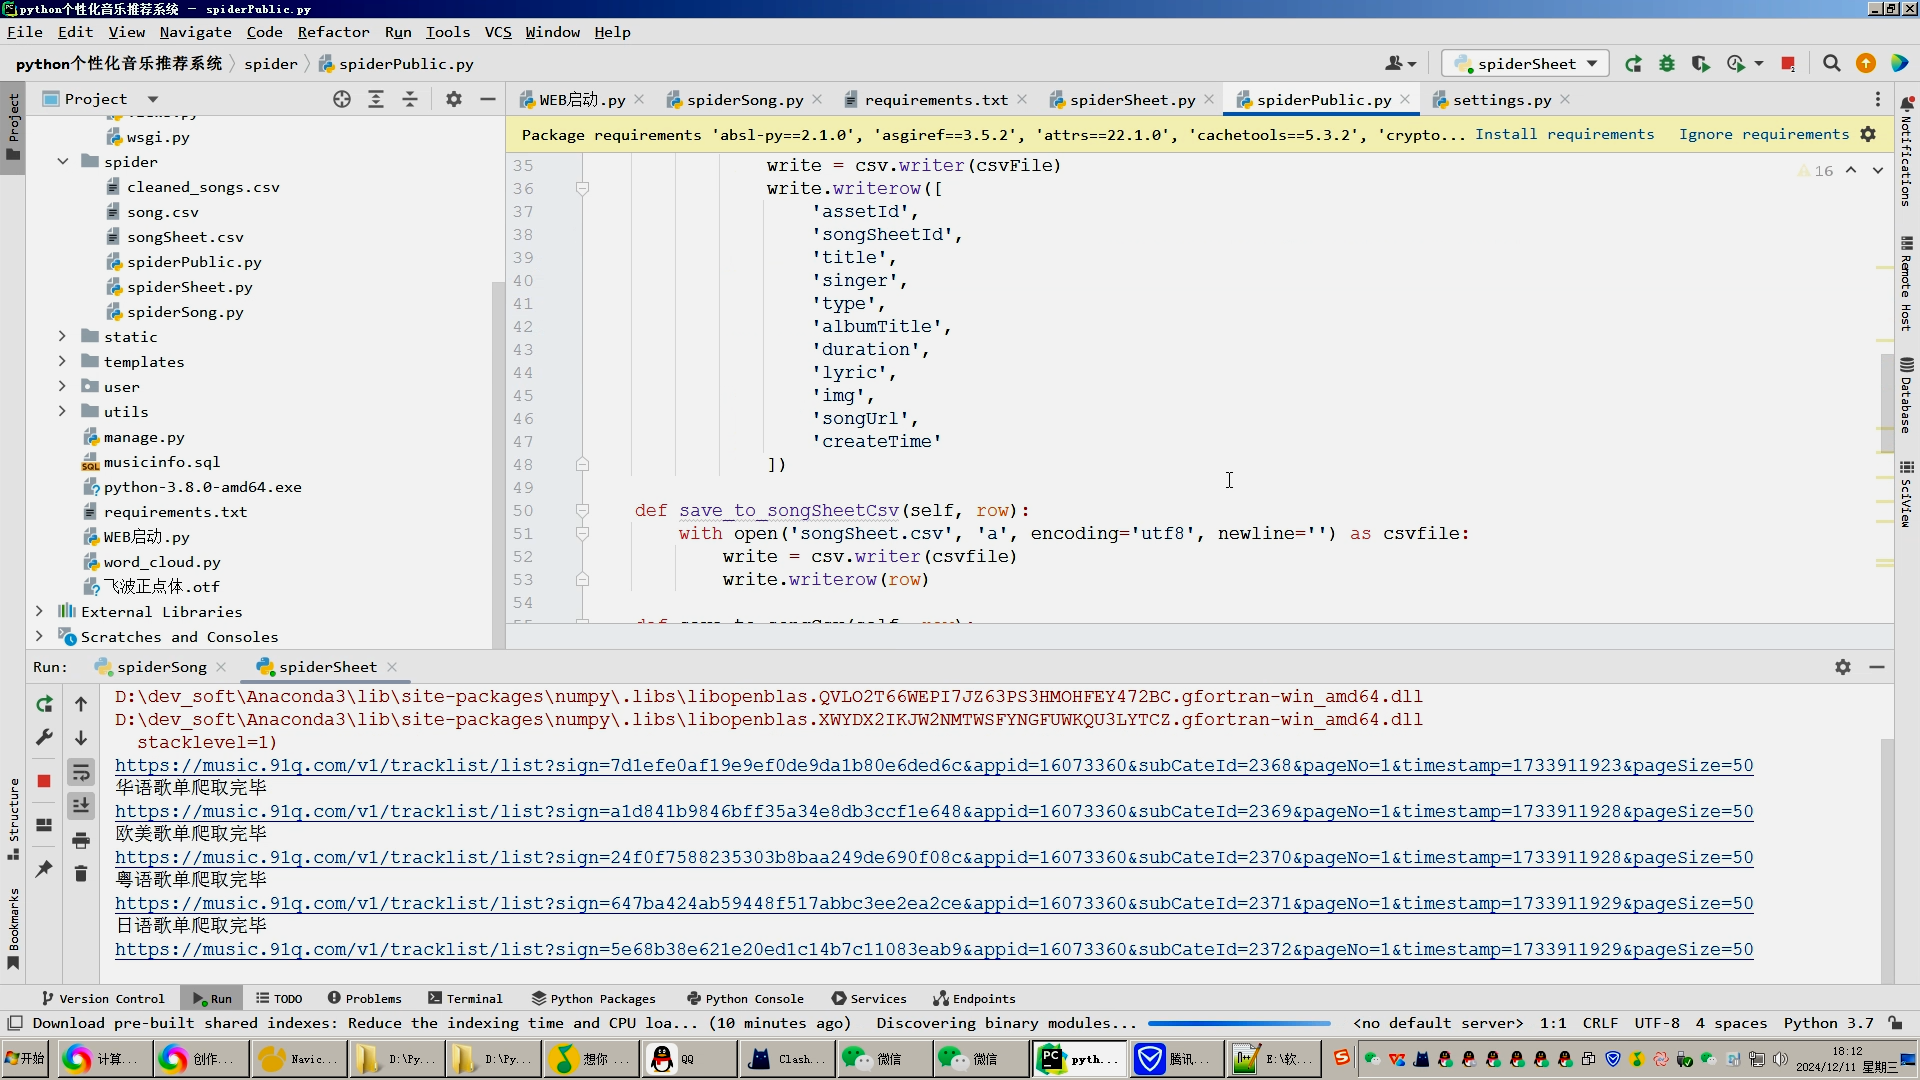 python个性化音乐推荐系统 – spiderPublic.py
File Edit View Navigate Code Refactor Run Tools VCS Window Help
python个性化音乐推荐系统 spider spiderPublic.py spiderSheet
Project WEB启动.py spiderSong.py requirements.txt spiderSheet.py spiderPublic.py settings.py
Package requirements 'absl-py==2.1.0', 'asgiref==3.5.2', 'attrs==22.1.0', 'cachetools==5.3.2', 'crypto... Install requirements Ignore requirements
wsgi.py
spider
cleaned_songs.csv
song.csv
songSheet.csv
spiderPublic.py
spiderSheet.py
spiderSong.py
static
templates
user
utils
manage.py
musicinfo.sql
python-3.8.0-amd64.exe
requirements.txt
WEB启动.py
word_cloud.py
飞波正点体.otf
External Libraries
Scratches and Consoles
16
35 write = csv.writer(csvFile)
36 write.writerow([
37 'assetId',
38 'songSheetId',
39 'title',
40 'singer',
41 'type',
42 'albumTitle',
43 'duration',
44 'lyric',
45 'img',
46 'songUrl',
47 'createTime'
48 ])
49
50 def save_to_songSheetCsv(self, row):
51 with open('songSheet.csv', 'a', encoding='utf8', newline='') as csvfile:
52 write = csv.writer(csvfile)
53 write.writerow(row)
54
Project
Structure
Bookmarks
Notifications
Remote Host
Database
SciView
Run: spiderSong spiderSheet
D:\dev_soft\Anaconda3\lib\site-packages\numpy\.libs\libopenblas.QVLO2T66WEPI7JZ63PS3HMOHFEY472BC.gfortran-win_amd64.dll
D:\dev_soft\Anaconda3\lib\site-packages\numpy\.libs\libopenblas.XWYDX2IKJW2NMTWSFYNGFUWKQU3LYTCZ.gfortran-win_amd64.dll
stacklevel=1)
https://music.91q.com/v1/tracklist/list?sign=7d1efe0af19e9ef0de9da1b80e6ded6c&appid=16073360&subCateId=2368&pageNo=1&timestamp=1733911923&pageSize=50
华语歌单爬取完毕
https://music.91q.com/v1/tracklist/list?sign=a1d841b9846bff35a34e8db3ccf1e648&appid=16073360&subCateId=2369&pageNo=1&timestamp=1733911928&pageSize=50
欧美歌单爬取完毕
https://music.91q.com/v1/tracklist/list?sign=24f0f7588235303b8baa249de690f08c&appid=16073360&subCateId=2370&pageNo=1&timestamp=1733911928&pageSize=50
粤语歌单爬取完毕
https://music.91q.com/v1/tracklist/list?sign=647ba424ab59448f517abbc3ee2ea2ce&appid=16073360&subCateId=2371&pageNo=1&timestamp=1733911929&pageSize=50
日语歌单爬取完毕
https://music.91q.com/v1/tracklist/list?sign=5e68b38e621e20ed1c14b7c11083eab9&appid=16073360&subCateId=2372&pageNo=1&timestamp=1733911929&pageSize=50
Version Control Run TODO Problems Terminal Python Packages Python Console Services Endpoints
Download pre-built shared indexes: Reduce the indexing time and CPU loa... (10 minutes ago) Discovering binary modules... <no default server> 1:1 CRLF UTF-8 4 spaces Python 3.7
开始 计算... 创作... Navic... D:\Py... D:\Py... 想你... QQ Clash... 微信 微信 pyth... 腾讯... E:\软... 18:12
2024/12/11 星期三